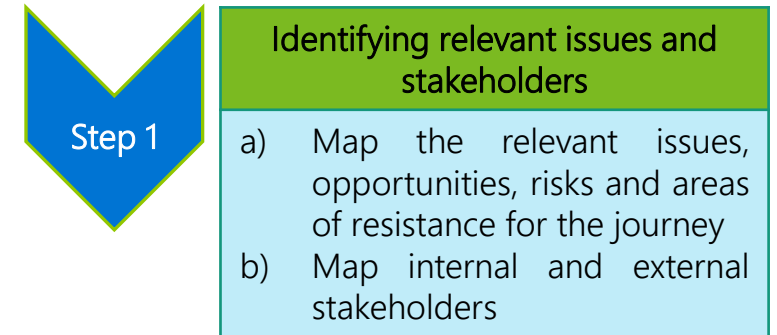 Step 1
Identifying relevant issues and
stakeholders
a) Map the relevant issues,
opportunities, risks and areas
of resistance for the journey
b) Map internal and external
stakeholders